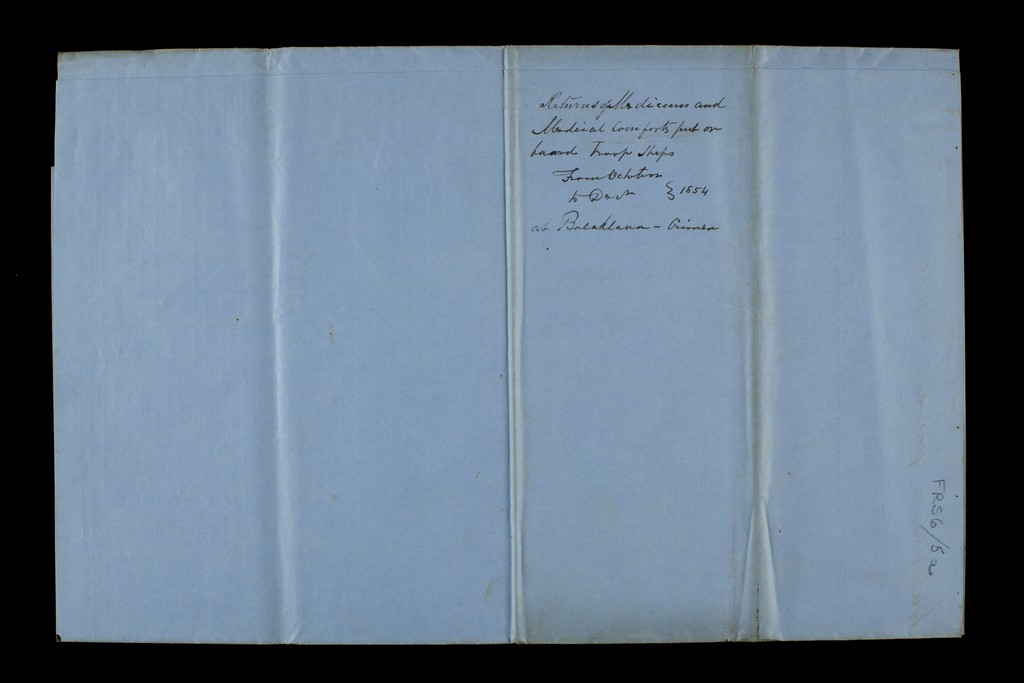 Returns of Medicines and
Medical Comforts put on
board Troop Ships
From October
to Decr } 1854
at Balaklava - Crimea
FRS6/5a